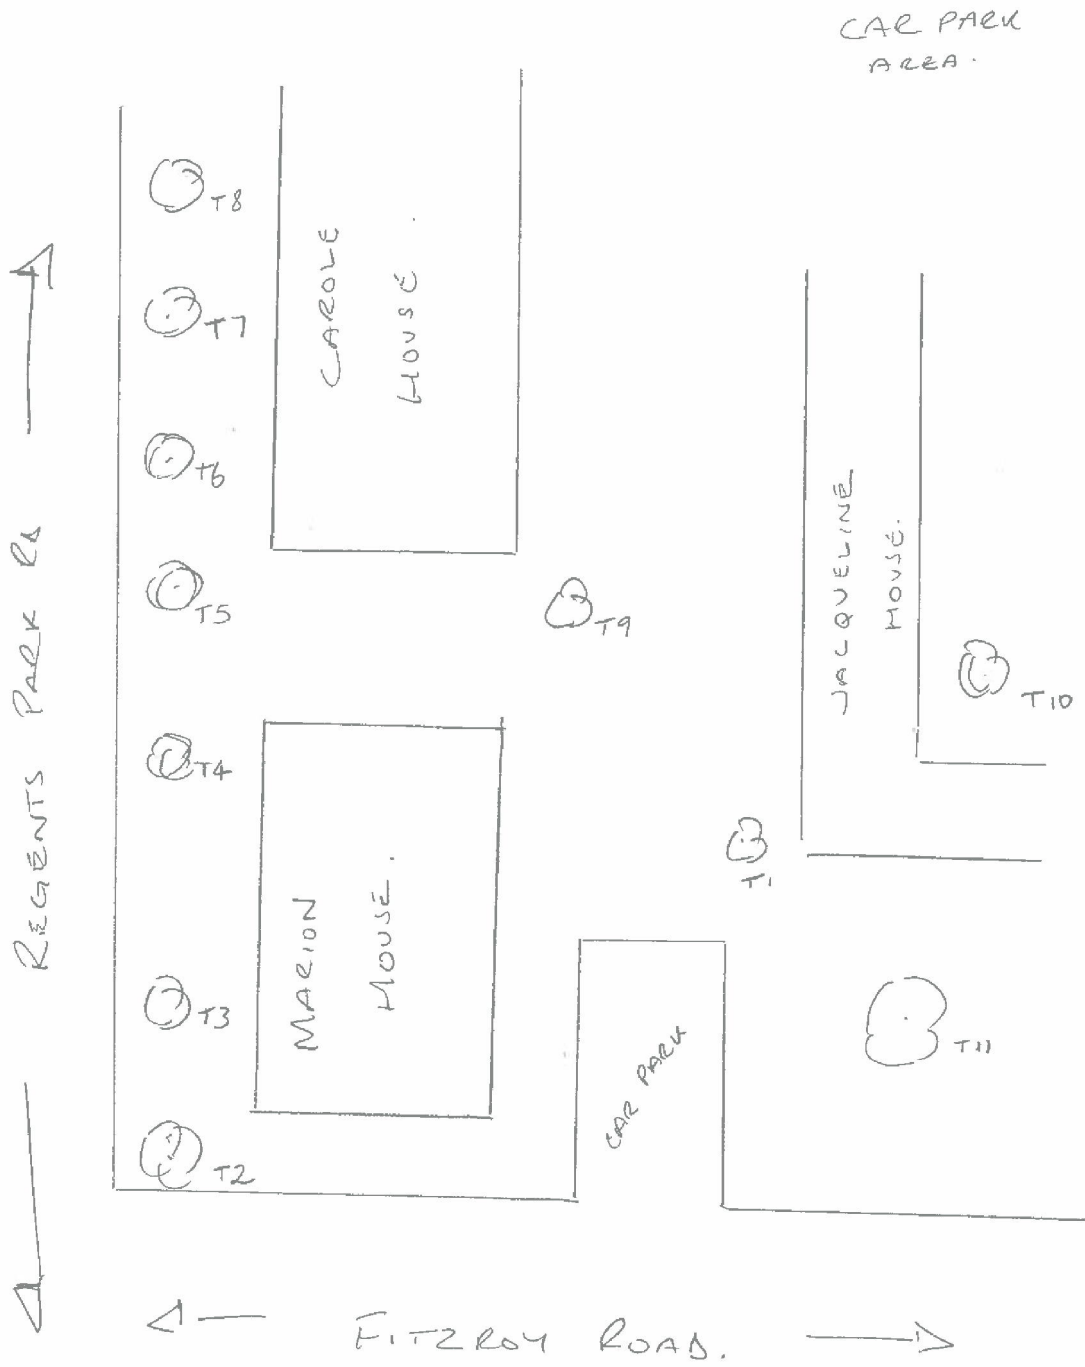 CAR PARK
AREA.
T8
T7
T6
T5
T4
T3
T2
CAROLE
HOUSE.
MARION
HOUSE.
T9
JACQUELINE
HOUSE.
T10
T1
T11
CAR PARK
REGENTS PARK RD
FITZROY ROAD.